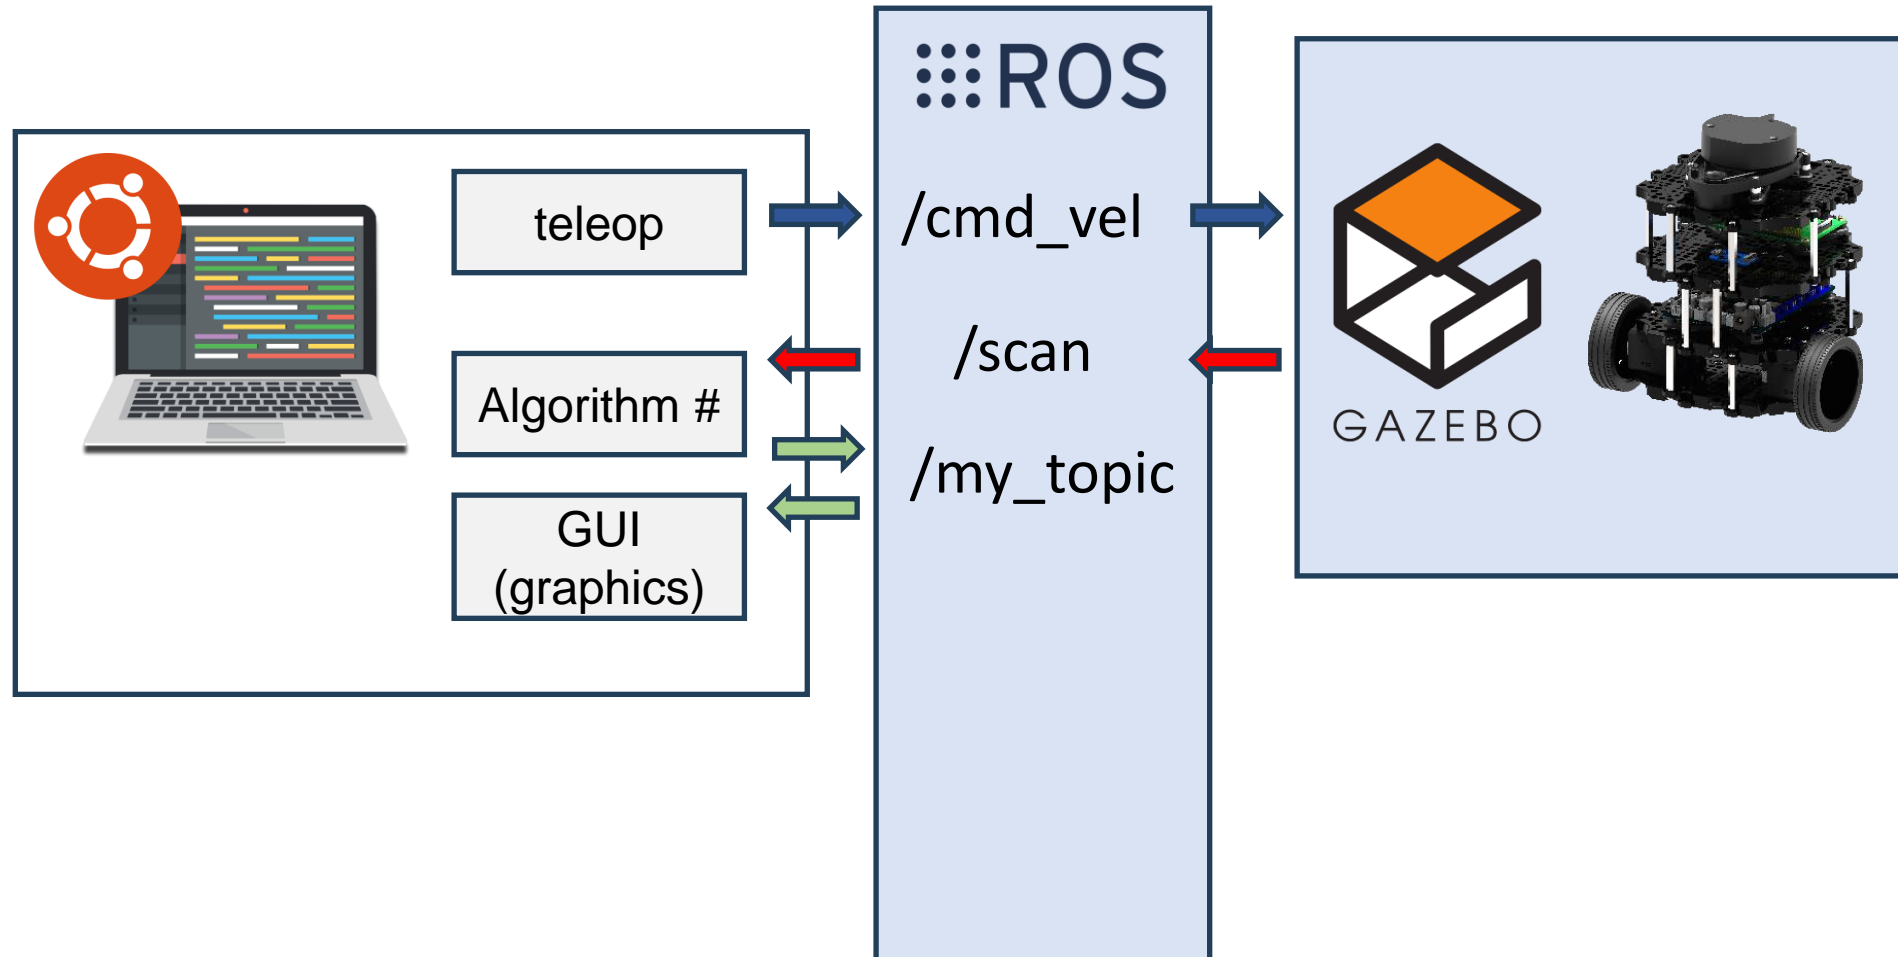 ROS
teleop
/cmd_vel
/scan
Algorithm #
/my_topic
GUI
(graphics)
GAZEBO